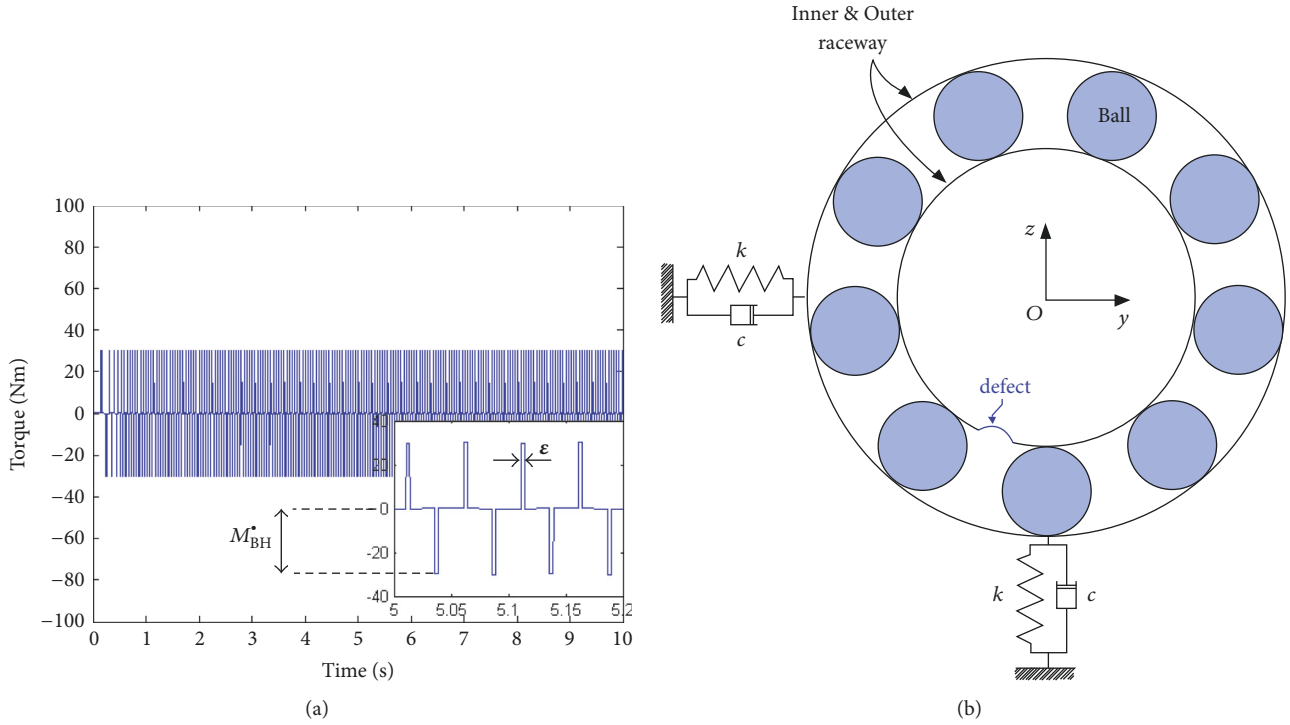 100
80
60
40
20
0
−20
−40
−60
−80
−100
Torque (Nm)
0 1 2 3 4 5 6 7 8 9 10
Time (s)
M•BH
40
20
0
-20
-40
5 5.05 5.1 5.15 5.2
ε
(a)
Inner & Outer
raceway
Ball
z
O
y
k
c
defect
k
c
(b)